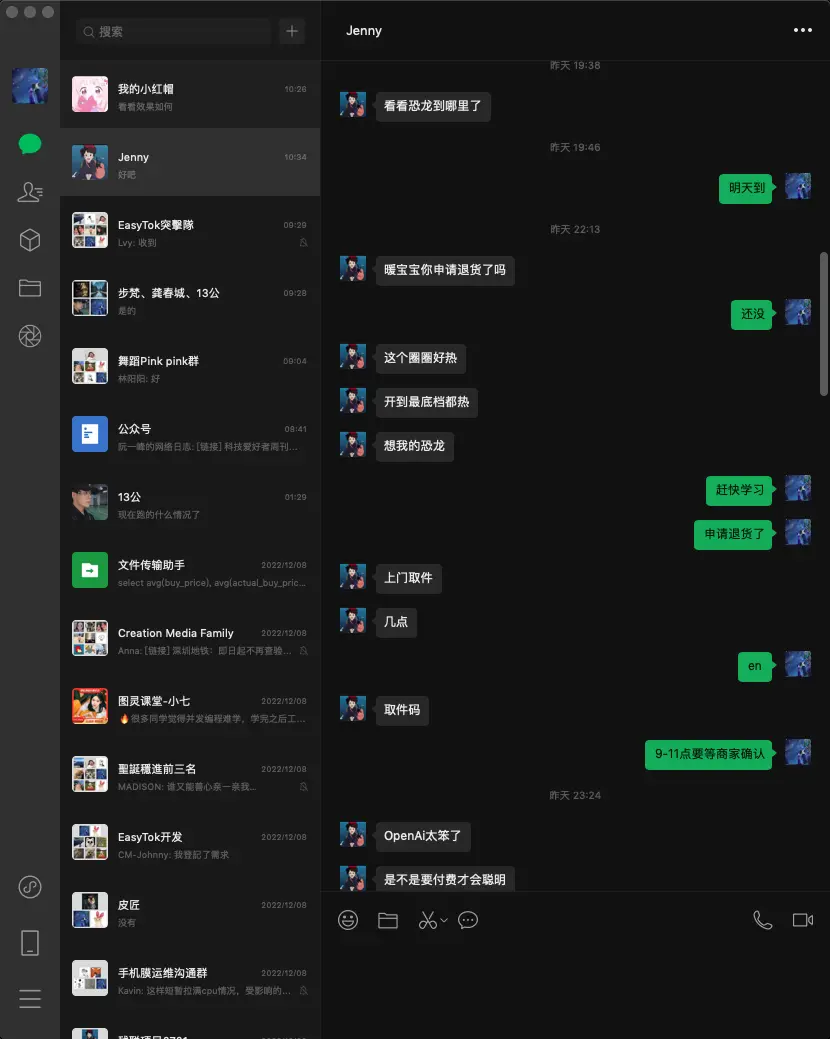 搜索
我的小红帽
10:26
看看效果如何
Jenny
10:34
好吧
EasyTok突擊隊
09:29
Lvy: 收到
步梵、龚春城、13公
09:28
是的
舞蹈Pink pink群
09:04
林阳阳: 好
公众号
08:41
阮一峰的网络日志: [链接] 科技爱好者周刊...
13公
01:29
现在跑的什么情况了
文件传输助手
2022/12/08
select avg(buy_price), avg(actual_buy_pric...
Creation Media Family
2022/12/08
Anna: [链接] 深圳地铁：即日起不再查验...
图灵课堂-小七
2022/12/08
🔥很多同学觉得并发编程难学，学完之后工...
聖誕穩進前三名
2022/12/08
MADISON: 谁又能蓄心亲一亲我...
EasyTok开发
2022/12/08
CM-Johnny: 我登記了需求
皮匠
2022/12/08
没有
手机膜运维沟通群
2022/12/08
Kavin: 这样短暂拉满cpu情况，受影响的...
Jenny
昨天 19:38
看看恐龙到哪里了
昨天 19:46
明天到
昨天 22:13
暖宝宝你申请退货了吗
还没
这个圈圈好热
开到最底档都热
想我的恐龙
赶快学习
申请退货了
上门取件
几点
en
取件码
9-11点要等商家确认
昨天 23:24
OpenAi太笨了
是不是要付费才会聪明